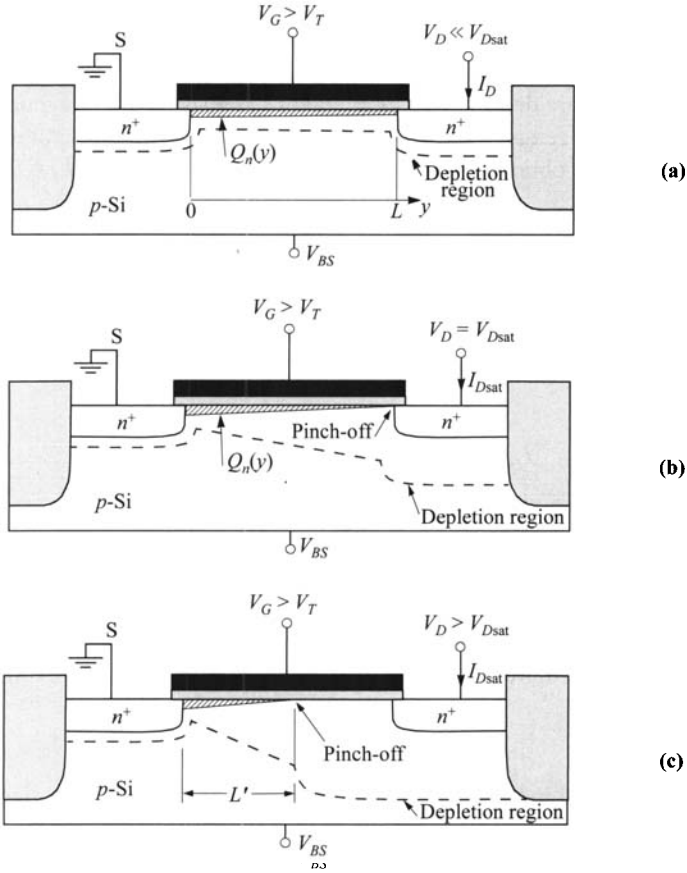 V_G > V_T
V_D ≪ V_Dsat
S
I_D
n⁺
n⁺
Q_n(y)
Depletion
region
(a)
p-Si
0
L
y
V_BS
V_G > V_T
V_D = V_Dsat
S
I_Dsat
n⁺
Pinch-off
n⁺
Q_n(y)
(b)
p-Si
Depletion region
V_BS
V_G > V_T
V_D > V_Dsat
S
I_Dsat
n⁺
n⁺
Pinch-off
(c)
p-Si
L'
Depletion region
V_BS